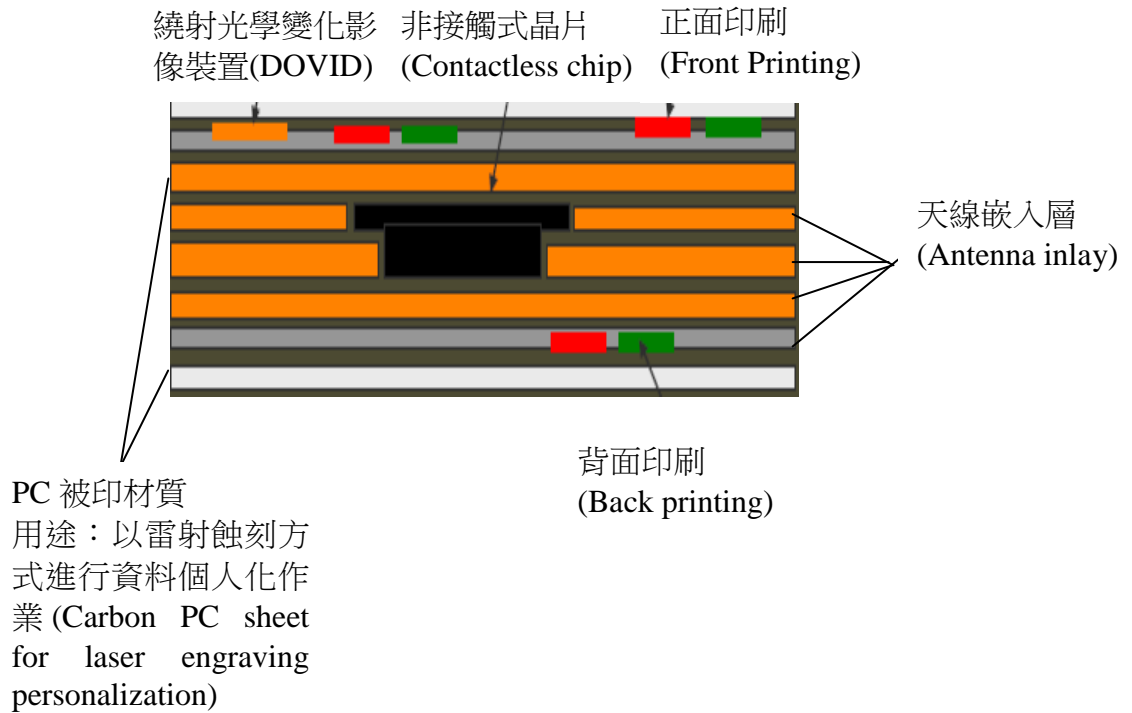 繞射光學變化影
像裝置(DOVID)
非接觸式晶片
(Contactless chip)
正面印刷
(Front Printing)
天線嵌入層
(Antenna inlay)
背面印刷
(Back printing)
PC 被印材質
用途：以雷射蝕刻方
式進行資料個人化作
業 (Carbon PC sheet
for laser engraving
personalization)